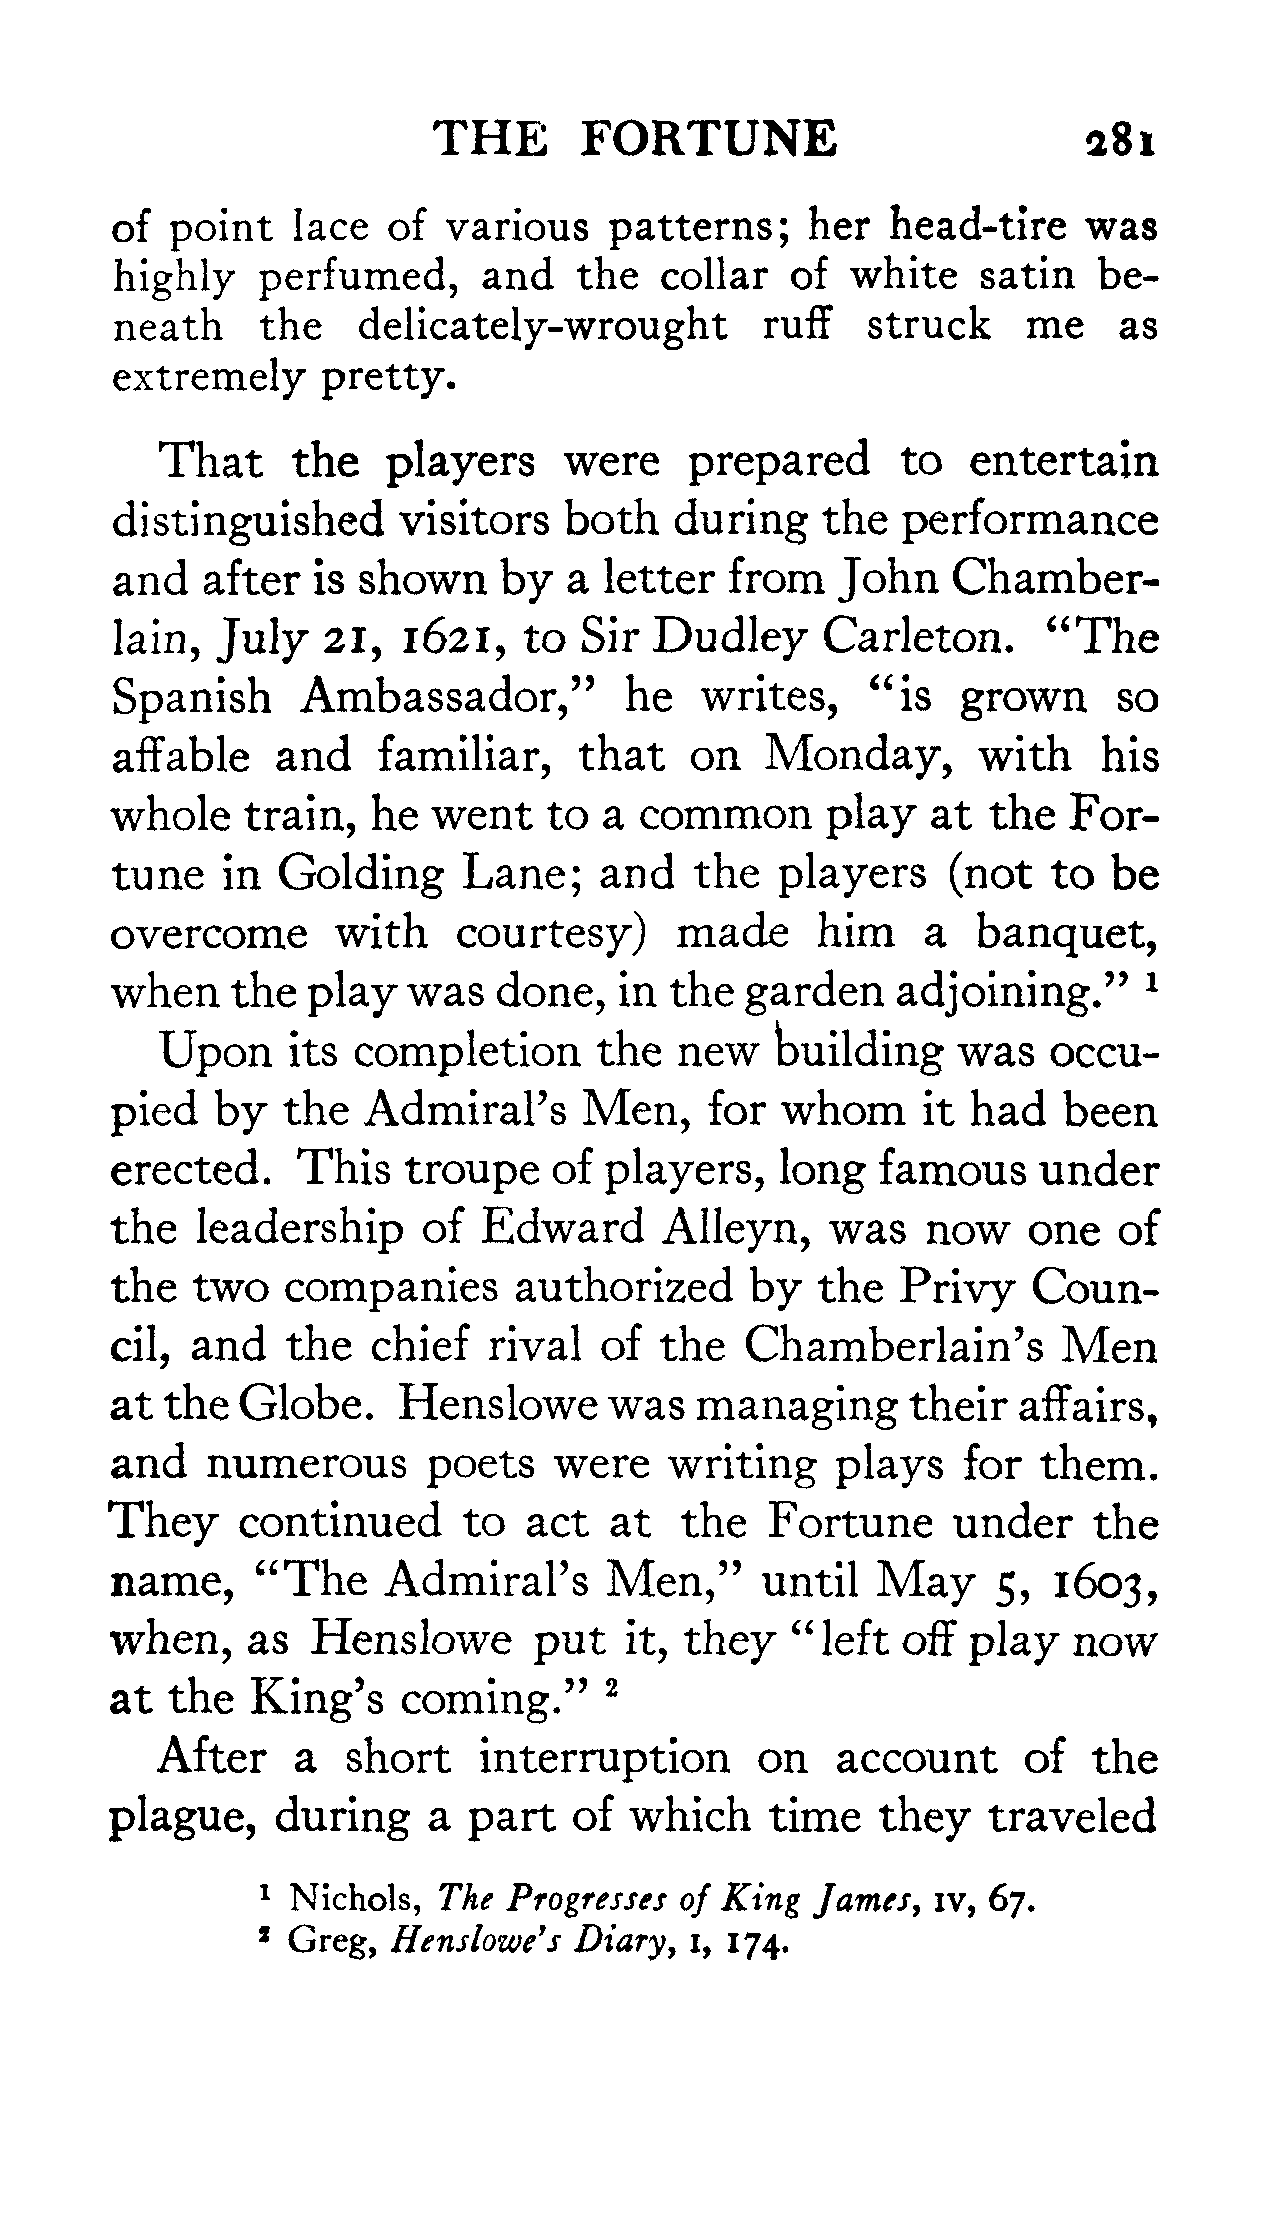 THE FORTUNE 281
of point lace of various patterns; her head-tire was
highly perfumed, and the collar of white satin be-
neath the delicately-wrought ruff struck me as
extremely pretty.
That the players were prepared to entertain
distinguished visitors both during the performance
and after is shown by a letter from John Chamber-
lain, July 21, 1621, to Sir Dudley Carleton. “The
Spanish Ambassador,” he writes, “is grown so
affable and familiar, that on Monday, with his
whole train, he went to a common play at the For-
tune in Golding Lane; and the players (not to be
overcome with courtesy) made him a banquet,
when the play was done, in the garden adjoining.” ¹
Upon its completion the new building was occu-
pied by the Admiral’s Men, for whom it had been
erected. This troupe of players, long famous under
the leadership of Edward Alleyn, was now one of
the two companies authorized by the Privy Coun-
cil, and the chief rival of the Chamberlain’s Men
at the Globe. Henslowe was managing their affairs,
and numerous poets were writing plays for them.
They continued to act at the Fortune under the
name, “The Admiral’s Men,” until May 5, 1603,
when, as Henslowe put it, they “left off play now
at the King’s coming.” ²
After a short interruption on account of the
plague, during a part of which time they traveled
¹ Nichols, The Progresses of King James, IV, 67.
² Greg, Henslowe’s Diary, I, 174.